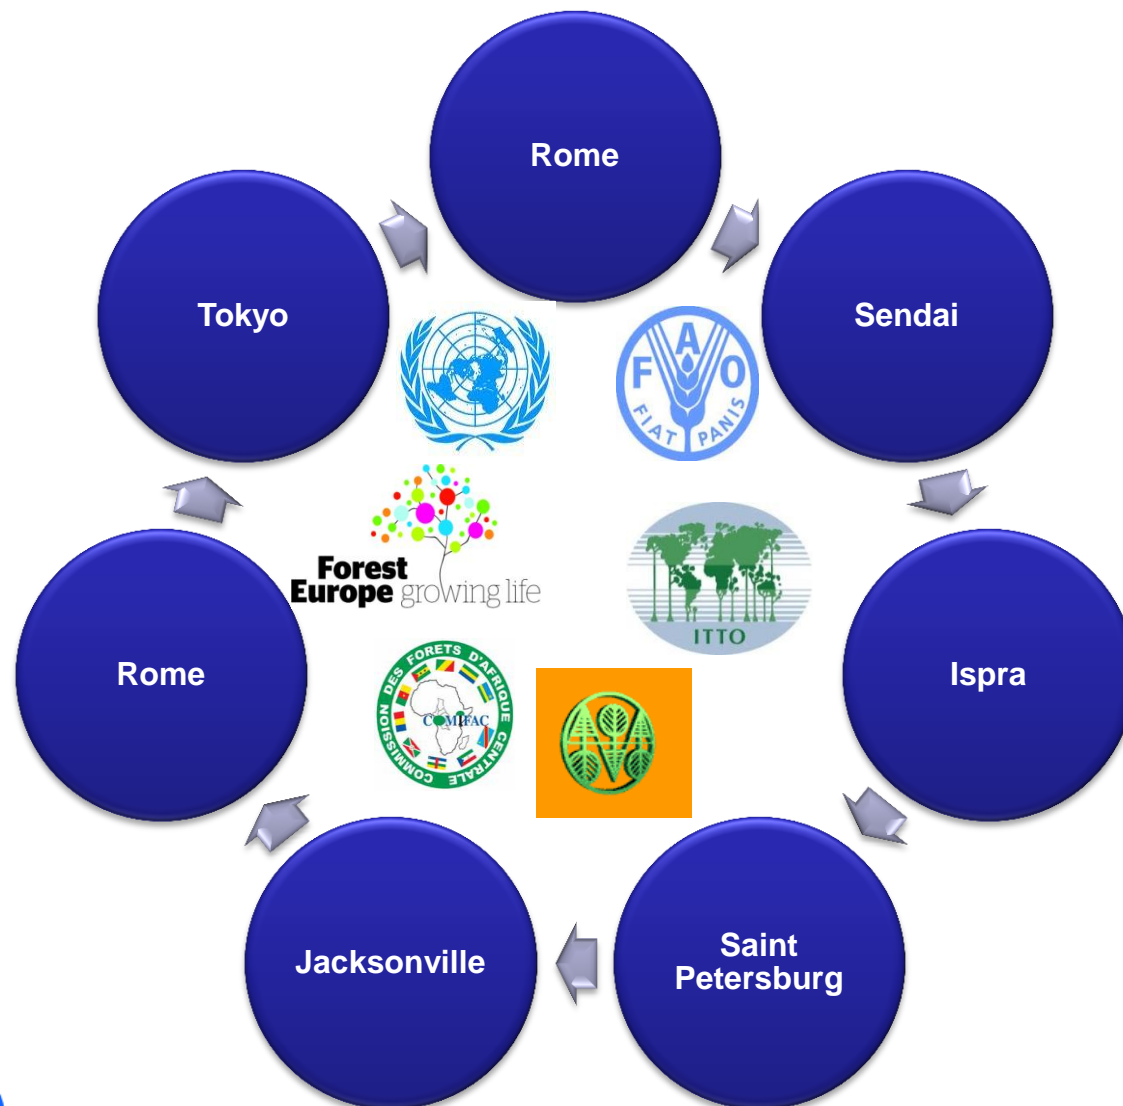 Rome
Sendai
Ispra
Saint
Petersburg
Jacksonville
Rome
Tokyo
FAO
FIAT PANIS
Forest
Europe growing life
ITTO
COMMISSION DES FORETS D'AFRIQUE CENTRALE
COMIFAC